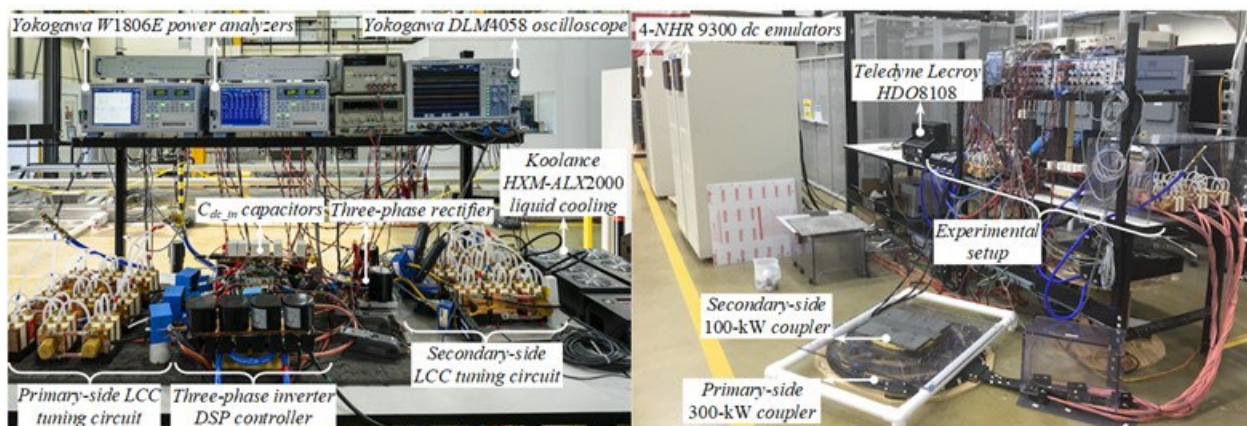 Yokogawa W1806E power analyzers
Yokogawa DLM4058 oscilloscope
Koolance
HXM-ALX2000
liquid cooling
C_dc_in capacitors
Three-phase rectifier
Primary-side LCC
tuning circuit
Three-phase inverter
DSP controller
Secondary-side
LCC tuning circuit
4-NHR 9300 dc emulators
Teledyne Lecroy
HDO8108
Experimental
setup
Secondary-side
100-kW coupler
Primary-side
300-kW coupler